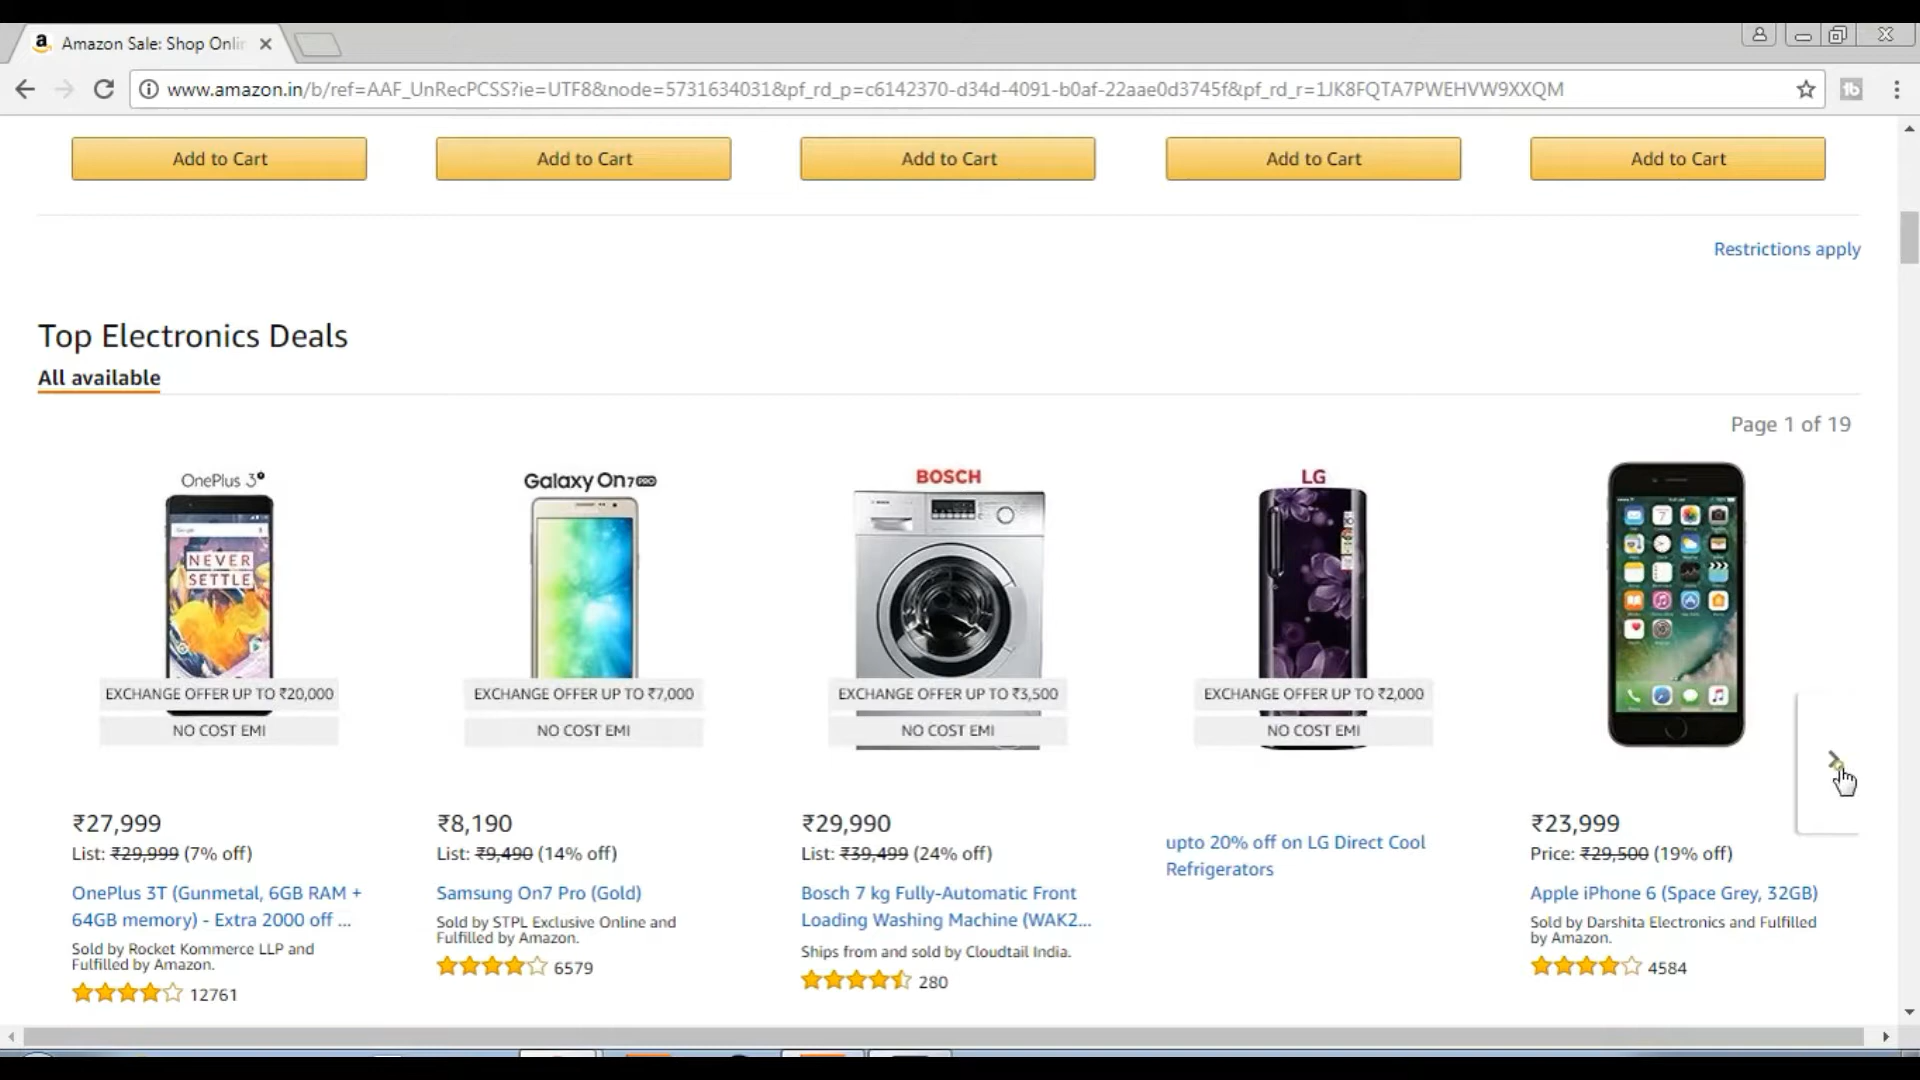 Amazon Sale: Shop Onlin
www.amazon.in/b/ref=AAF_UnRecPCSS?ie=UTF8&node=5731634031&pf_rd_p=c6142370-d34d-4091-b0af-22aae0d3745f&pf_rd_r=1JK8FQTA7PWEHVW9XXQM
Add to Cart Add to Cart Add to Cart Add to Cart Add to Cart
Restrictions apply
Top Electronics Deals
All available
Page 1 of 19
OnePlus 3T
NEVER
SETTLE
EXCHANGE OFFER UP TO ₹20,000
NO COST EMI
₹27,999
List: ₹29,999 (7% off)
OnePlus 3T (Gunmetal, 6GB RAM +
64GB memory) - Extra 2000 off ...
Sold by Rocket Kommerce LLP and
Fulfilled by Amazon.
12761
Galaxy On7 PRO
EXCHANGE OFFER UP TO ₹7,000
NO COST EMI
₹8,190
List: ₹9,490 (14% off)
Samsung On7 Pro (Gold)
Sold by STPL Exclusive Online and
Fulfilled by Amazon.
6579
BOSCH
EXCHANGE OFFER UP TO ₹3,500
NO COST EMI
₹29,990
List: ₹39,499 (24% off)
Bosch 7 kg Fully-Automatic Front
Loading Washing Machine (WAK2...
Ships from and sold by Cloudtail India.
280
LG
EXCHANGE OFFER UP TO ₹2,000
NO COST EMI
upto 20% off on LG Direct Cool
Refrigerators
₹23,999
Price: ₹29,500 (19% off)
Apple iPhone 6 (Space Grey, 32GB)
Sold by Darshita Electronics and Fulfilled
by Amazon.
4584